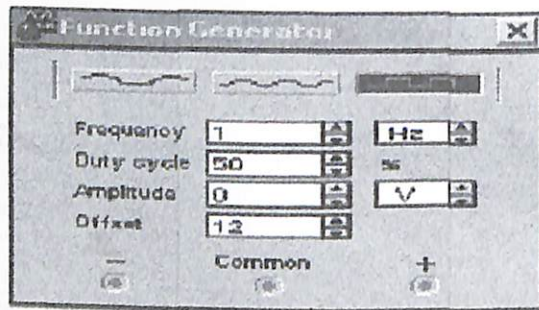 Function Generator
Frequency 1 Hz
Duty cycle 50 %
Amplitude 0 V
Offset 12
− Common +